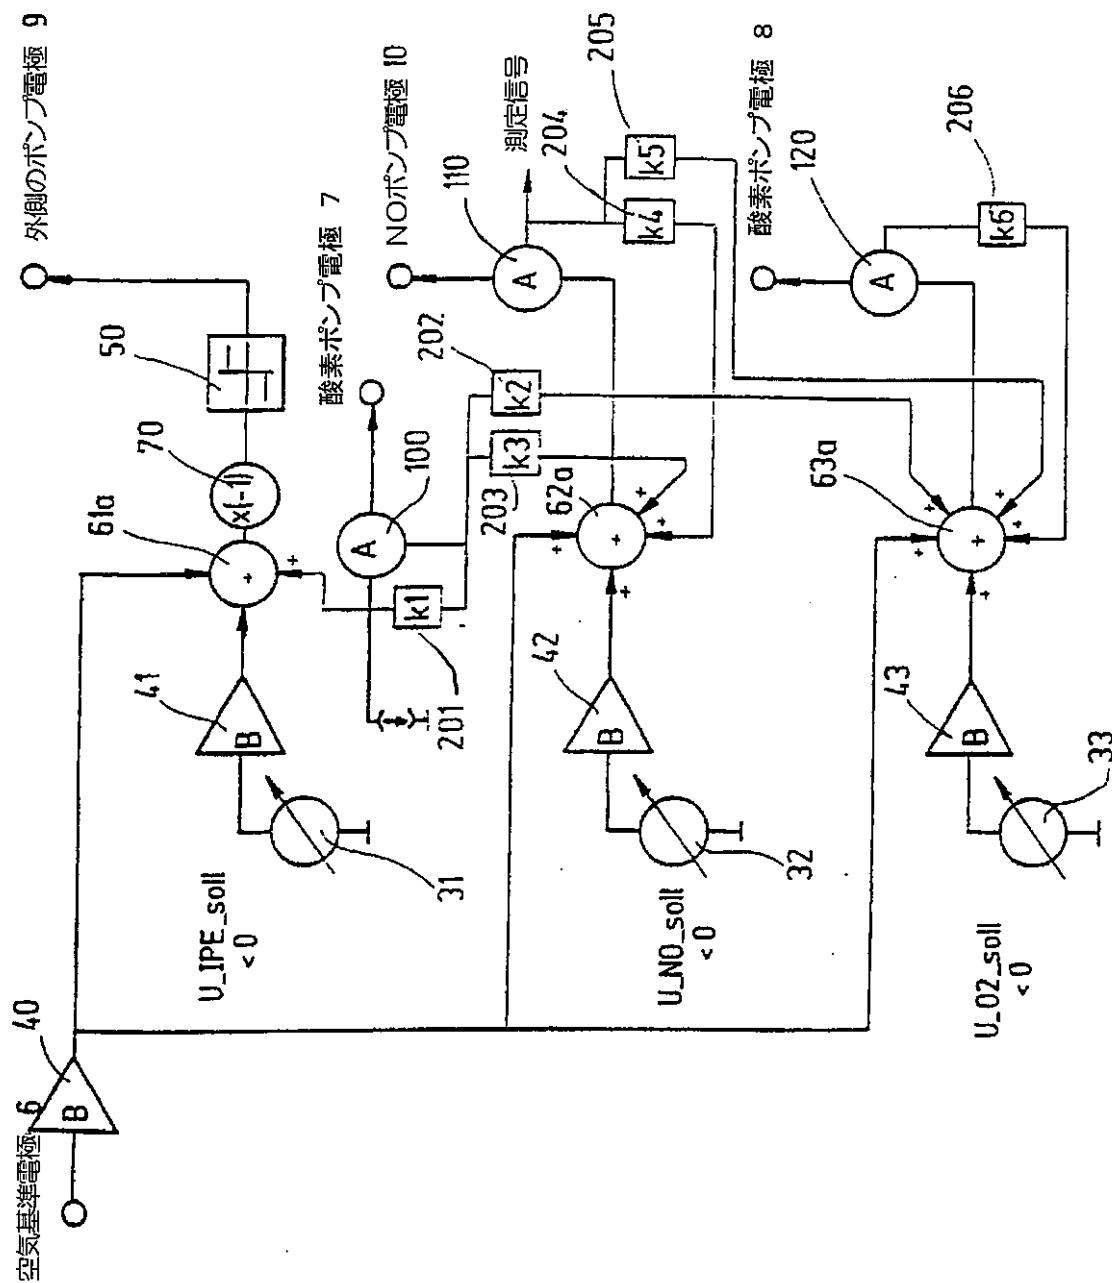 空気基準電極 6
B
40
U_IPE_soll
< 0
31
B
41
61a
+
+
70
x(-1)
50
外側のポンプ電極 9
201
k1
A
100
酸素ポンプ電極 7
203
k3
k2
202
U_NO_soll
< 0
32
B
42
62a
+
+
+
+
+
A
110
NOポンプ電極 10
測定信号
204
k4
205
k5
U_O2_soll
< 0
33
B
43
63a
+
+
+
+
+
+
A
120
酸素ポンプ電極 8
206
k6